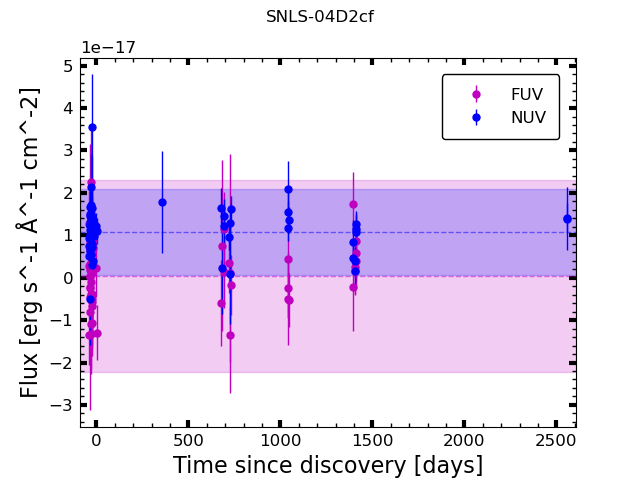 SNLS-04D2cf
1e−17
5
4
3
2
1
0
−1
−2
−3
Flux [erg s^-1 Å^-1 cm^-2]
FUV
NUV
0 500 1000 1500 2000 2500
Time since discovery [days]